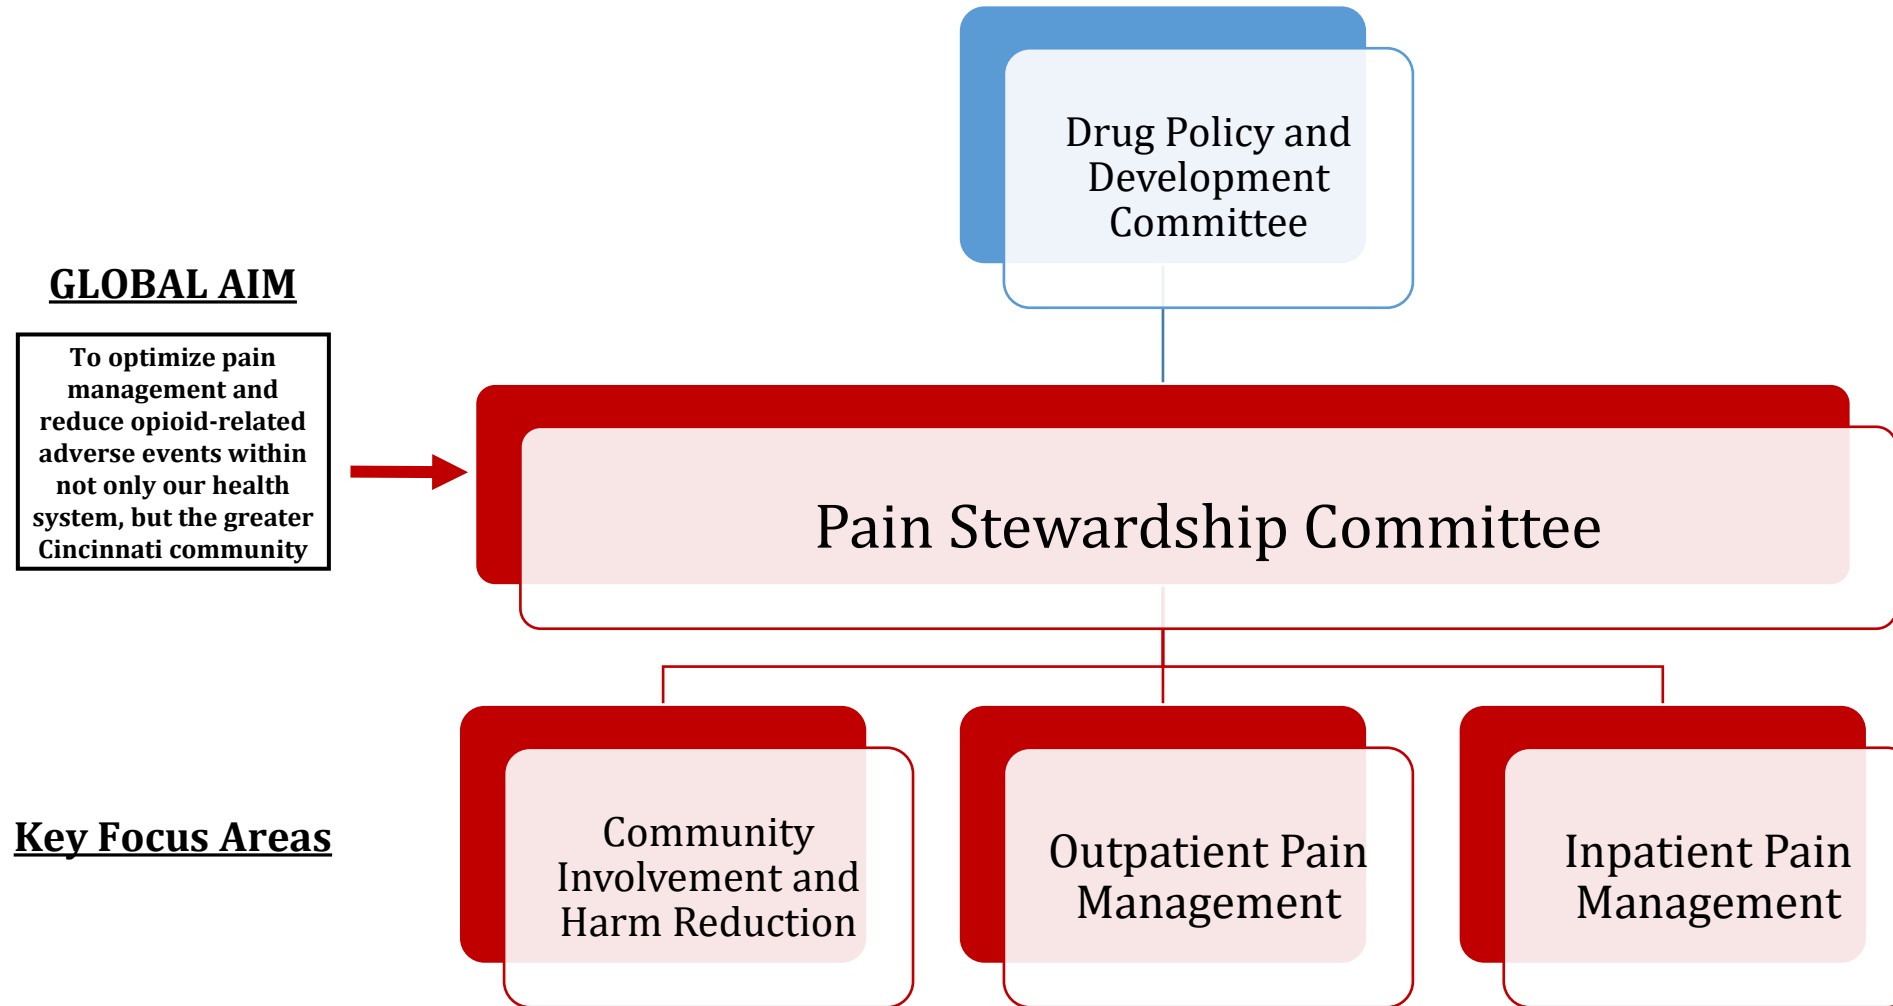 Drug Policy and
Development
Committee
GLOBAL AIM
To optimize pain
management and
reduce opioid-related
adverse events within
not only our health
system, but the greater
Cincinnati community
Pain Stewardship Committee
Key Focus Areas
Community
Involvement and
Harm Reduction
Outpatient Pain
Management
Inpatient Pain
Management